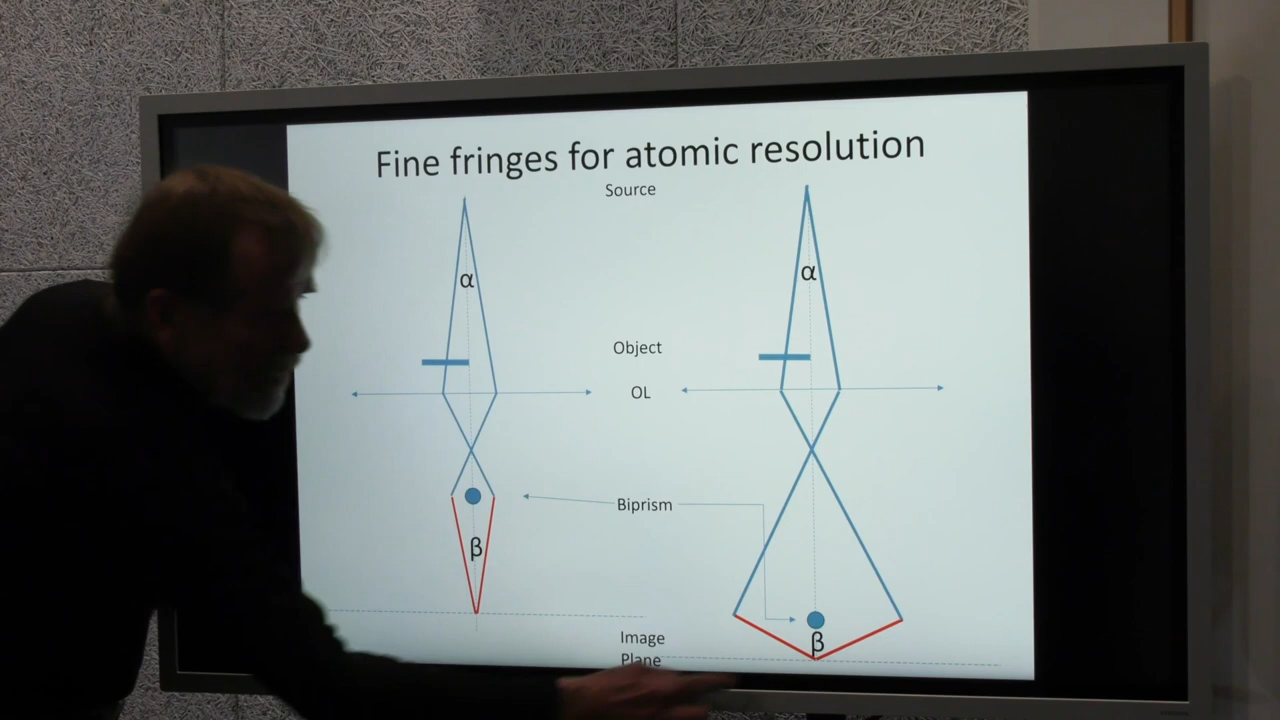 Fine fringes for atomic resolution
Source
α
α
Object
OL
Biprism
β
β
Image
Plane